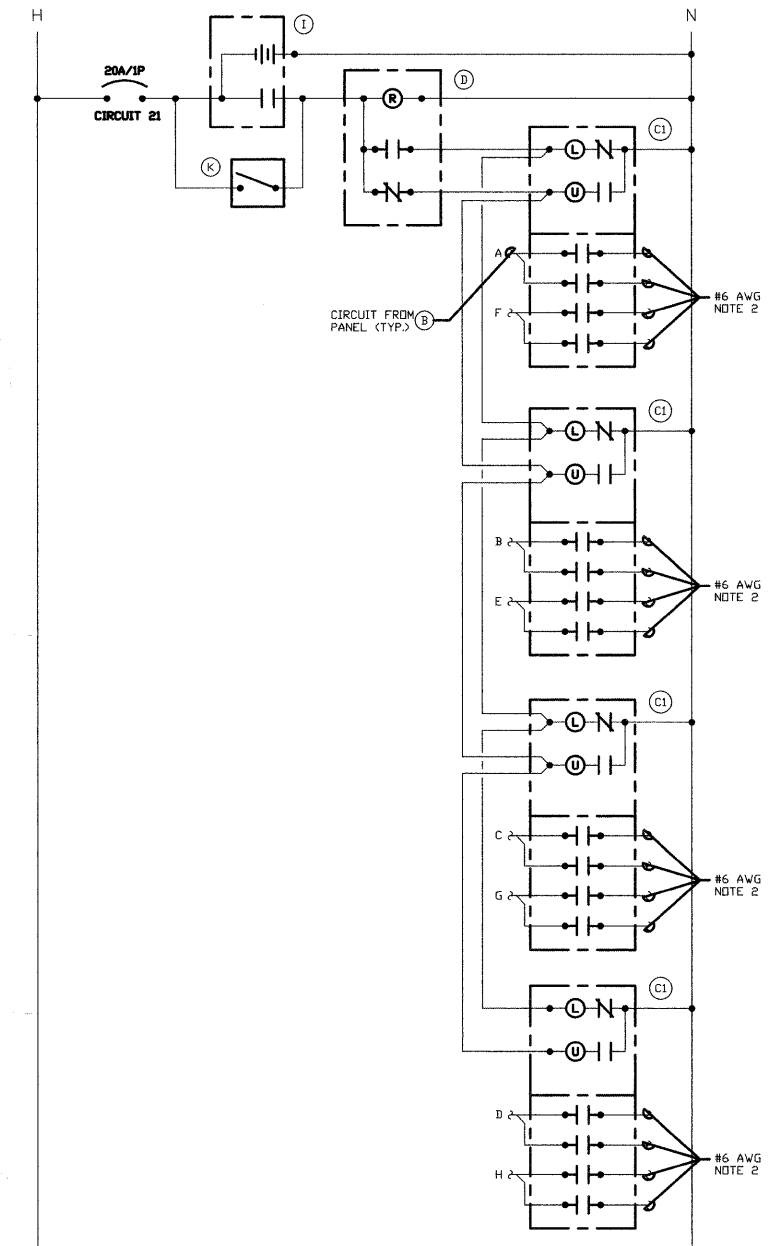 H N
I
20A/1P
D
CIRCUIT 21
R
C1
L
K
U
A
#6 AWG
NOTE 2
F
CIRCUIT FROM
PANEL (TYP.) B
C1
L
U
B
#6 AWG
NOTE 2
E
C1
L
U
C
#6 AWG
NOTE 2
G
C1
L
U
D
#6 AWG
NOTE 2
H